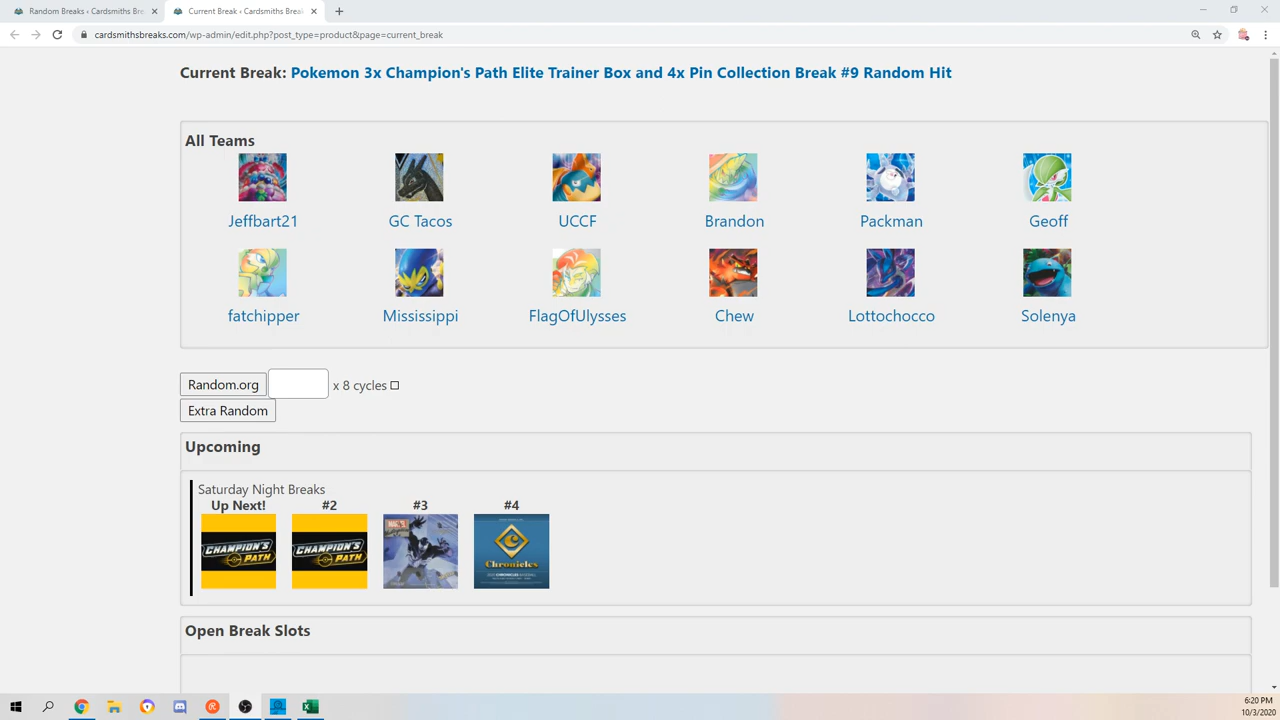 Random Breaks ‹ Cardsmiths Bre
Current Break ‹ Cardsmiths Break
cardsmithsbreaks.com/wp-admin/edit.php?post_type=product&page=current_break
Current Break: Pokemon 3x Champion's Path Elite Trainer Box and 4x Pin Collection Break #9 Random Hit
All Teams
Jeffbart21 GC Tacos UCCF Brandon Packman Geoff
fatchipper Mississippi FlagOfUlysses Chew Lottochocco Solenya
Random.org x 8 cycles
Extra Random
Upcoming
Saturday Night Breaks
Up Next! #2 #3 #4
CHAMPION'S PATH CHAMPION'S PATH MARVEL Chronicles
Open Break Slots
6:20 PM
10/3/2020